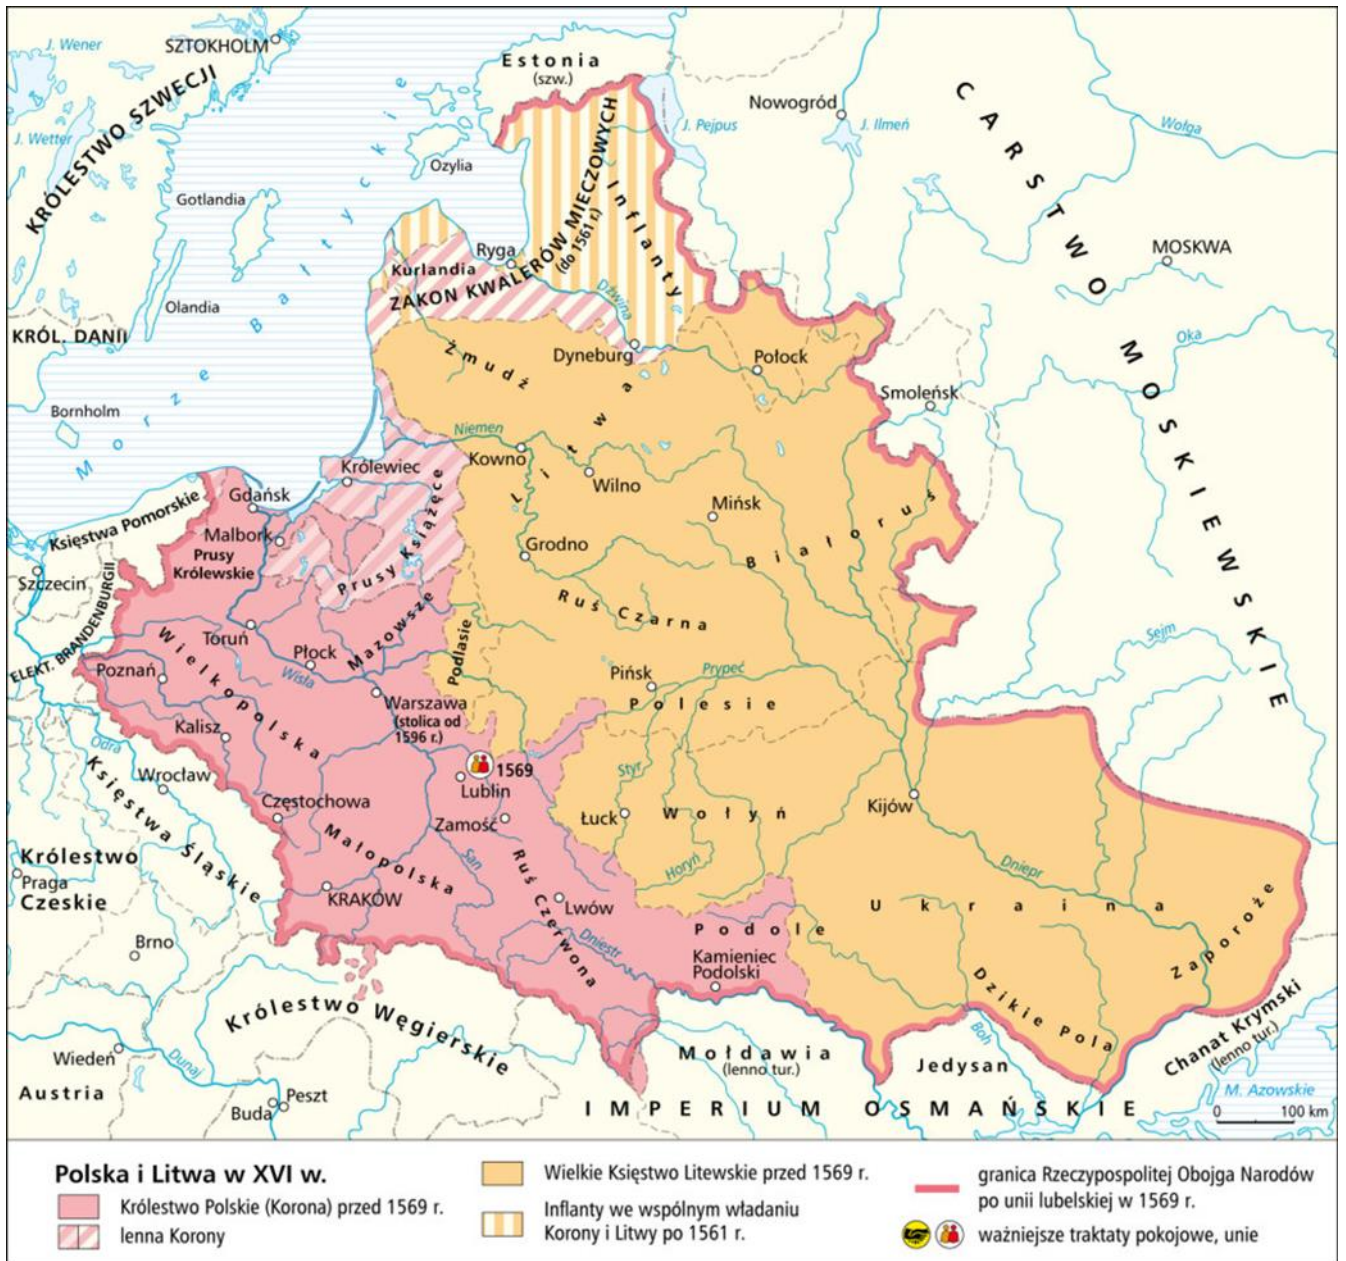 J. Wener
SZTOKHOLM
KRÓLESTWO SZWECJI
J. Wetter
Gotlandia
Olandia
KRÓL. DANII
Bornholm
Morze Bałtyckie
Estonia
(szw.)
Ozylia
J. Pejpus
Nowogród
J. Ilmeń
Wołga
CARSTWO MOSKIEWSKIE
MOSKWA
Oka
Ryga
Kurlandia
ZAKON KWALERÓW MIECZOWYCH
(do 1561 r.)
Inflanty
Dźwina
Dyneburg
Połock
Smoleńsk
Żmudź
Litwa
Niemen
Kowno
Wilno
Mińsk
Białoruś
Grodno
Ruś Czarna
Królewiec
Gdańsk
Malbork
Prusy
Królewskie
Prusy Książęce
Księstwa Pomorskie
Szczecin
ELEKT. BRANDENBURGII
Toruń
Płock
Mazowsze
Podlasie
Wielkopolska
Poznań
Wisła
Warszawa
(stolica od
1596 r.)
Kalisz
Pińsk
Prypeć
Polesie
Sejm
Odra
Wrocław
Księstwa Śląskie
Częstochowa
1569
Lublin
Zamość
Styr
Łuck
Wołyń
Kijów
Królestwo
Praga
Czeskie
Małopolska
San
Ruś Czerwona
Horyń
Dniepr
KRAKÓW
Lwów
Ukraina
Zaporoże
Brno
Dniestr
Podole
Kamieniec
Podolski
Dzikie Pola
Królestwo Węgierskie
Wiedeń
Dunaj
Austria
Peszt
Buda
Mołdawia
(lenno tur.)
Boh
Jedysan
Chanat Krymski
(lenno tur.)
M. Azowskie
IMPERIUM OSMAŃSKIE
0 100 km
Polska i Litwa w XVI w.
Królestwo Polskie (Korona) przed 1569 r.
lenna Korony
Wielkie Księstwo Litewskie przed 1569 r.
Inflanty we wspólnym władaniu
Korony i Litwy po 1561 r.
granica Rzeczypospolitej Obojga Narodów
po unii lubelskiej w 1569 r.
ważniejsze traktaty pokojowe, unie